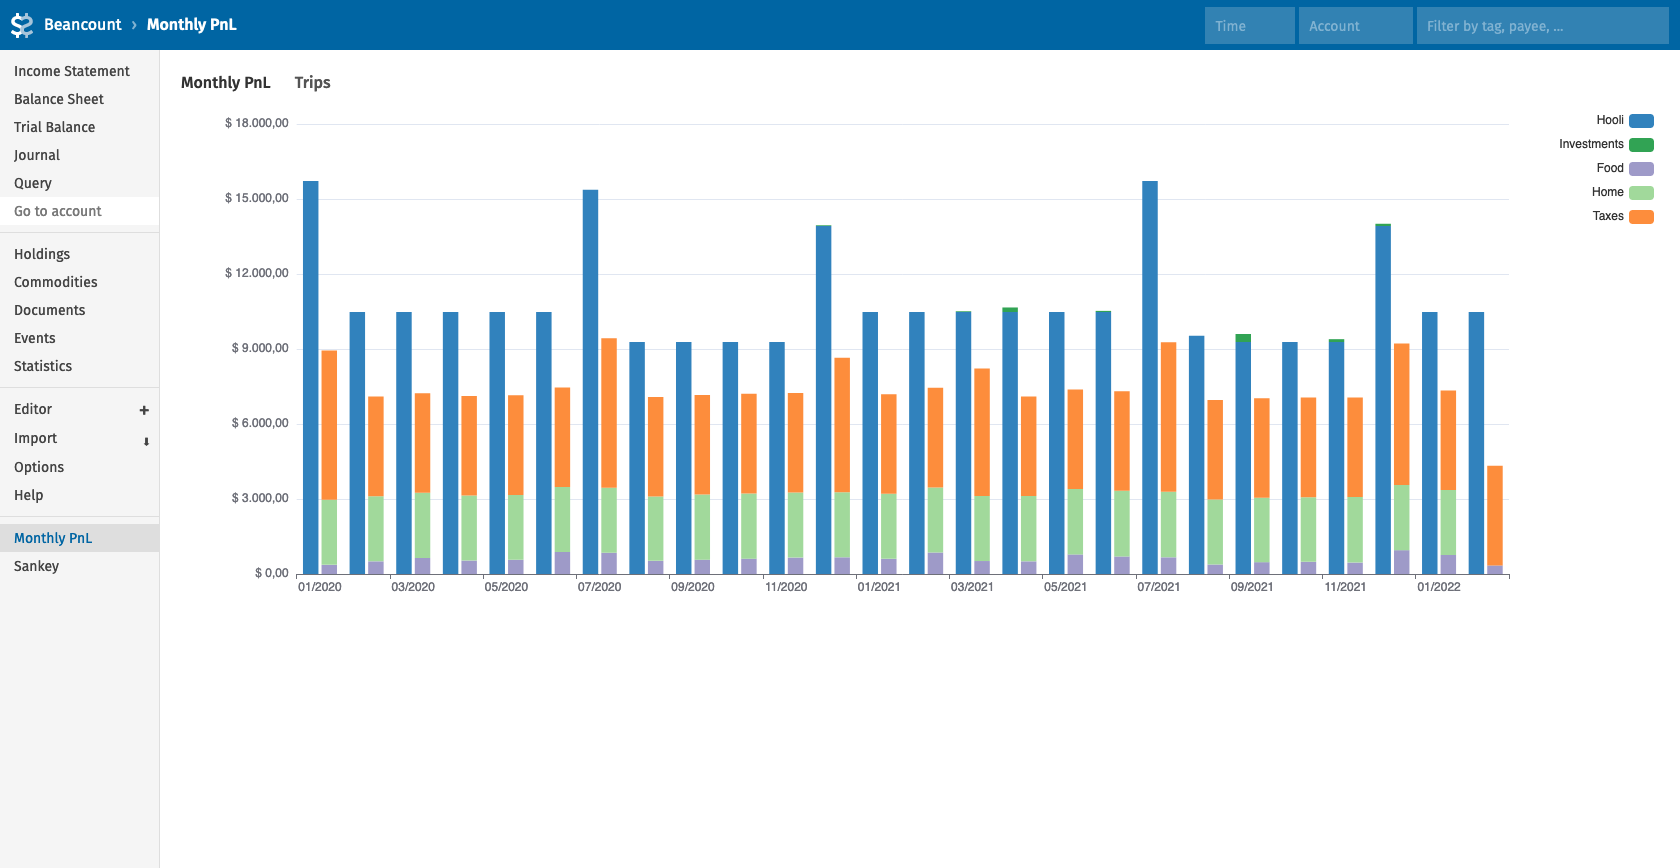 Beancount › Monthly PnL
Time
Account
Filter by tag, payee, ...
Income Statement
Balance Sheet
Trial Balance
Journal
Query
Go to account
Holdings
Commodities
Documents
Events
Statistics
Editor +
Import
Options
Help
Monthly PnL
Sankey
Monthly PnL Trips
$ 18.000,00
$ 15.000,00
$ 12.000,00
$ 9.000,00
$ 6.000,00
$ 3.000,00
$ 0,00
01/2020 03/2020 05/2020 07/2020 09/2020 11/2020 01/2021 03/2021 05/2021 07/2021 09/2021 11/2021 01/2022
Hooli
Investments
Food
Home
Taxes